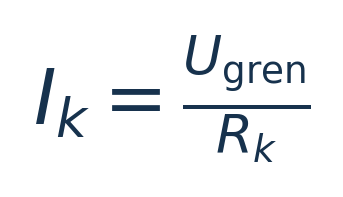 I_k = U_gren / R_k